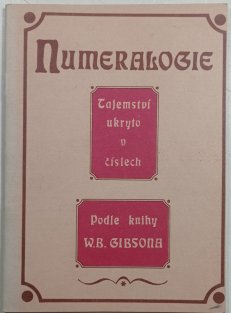 NUMERALOGIE
Tajemství
ukryto
v
číslech
Podle knihy
W.B. GIBSONA